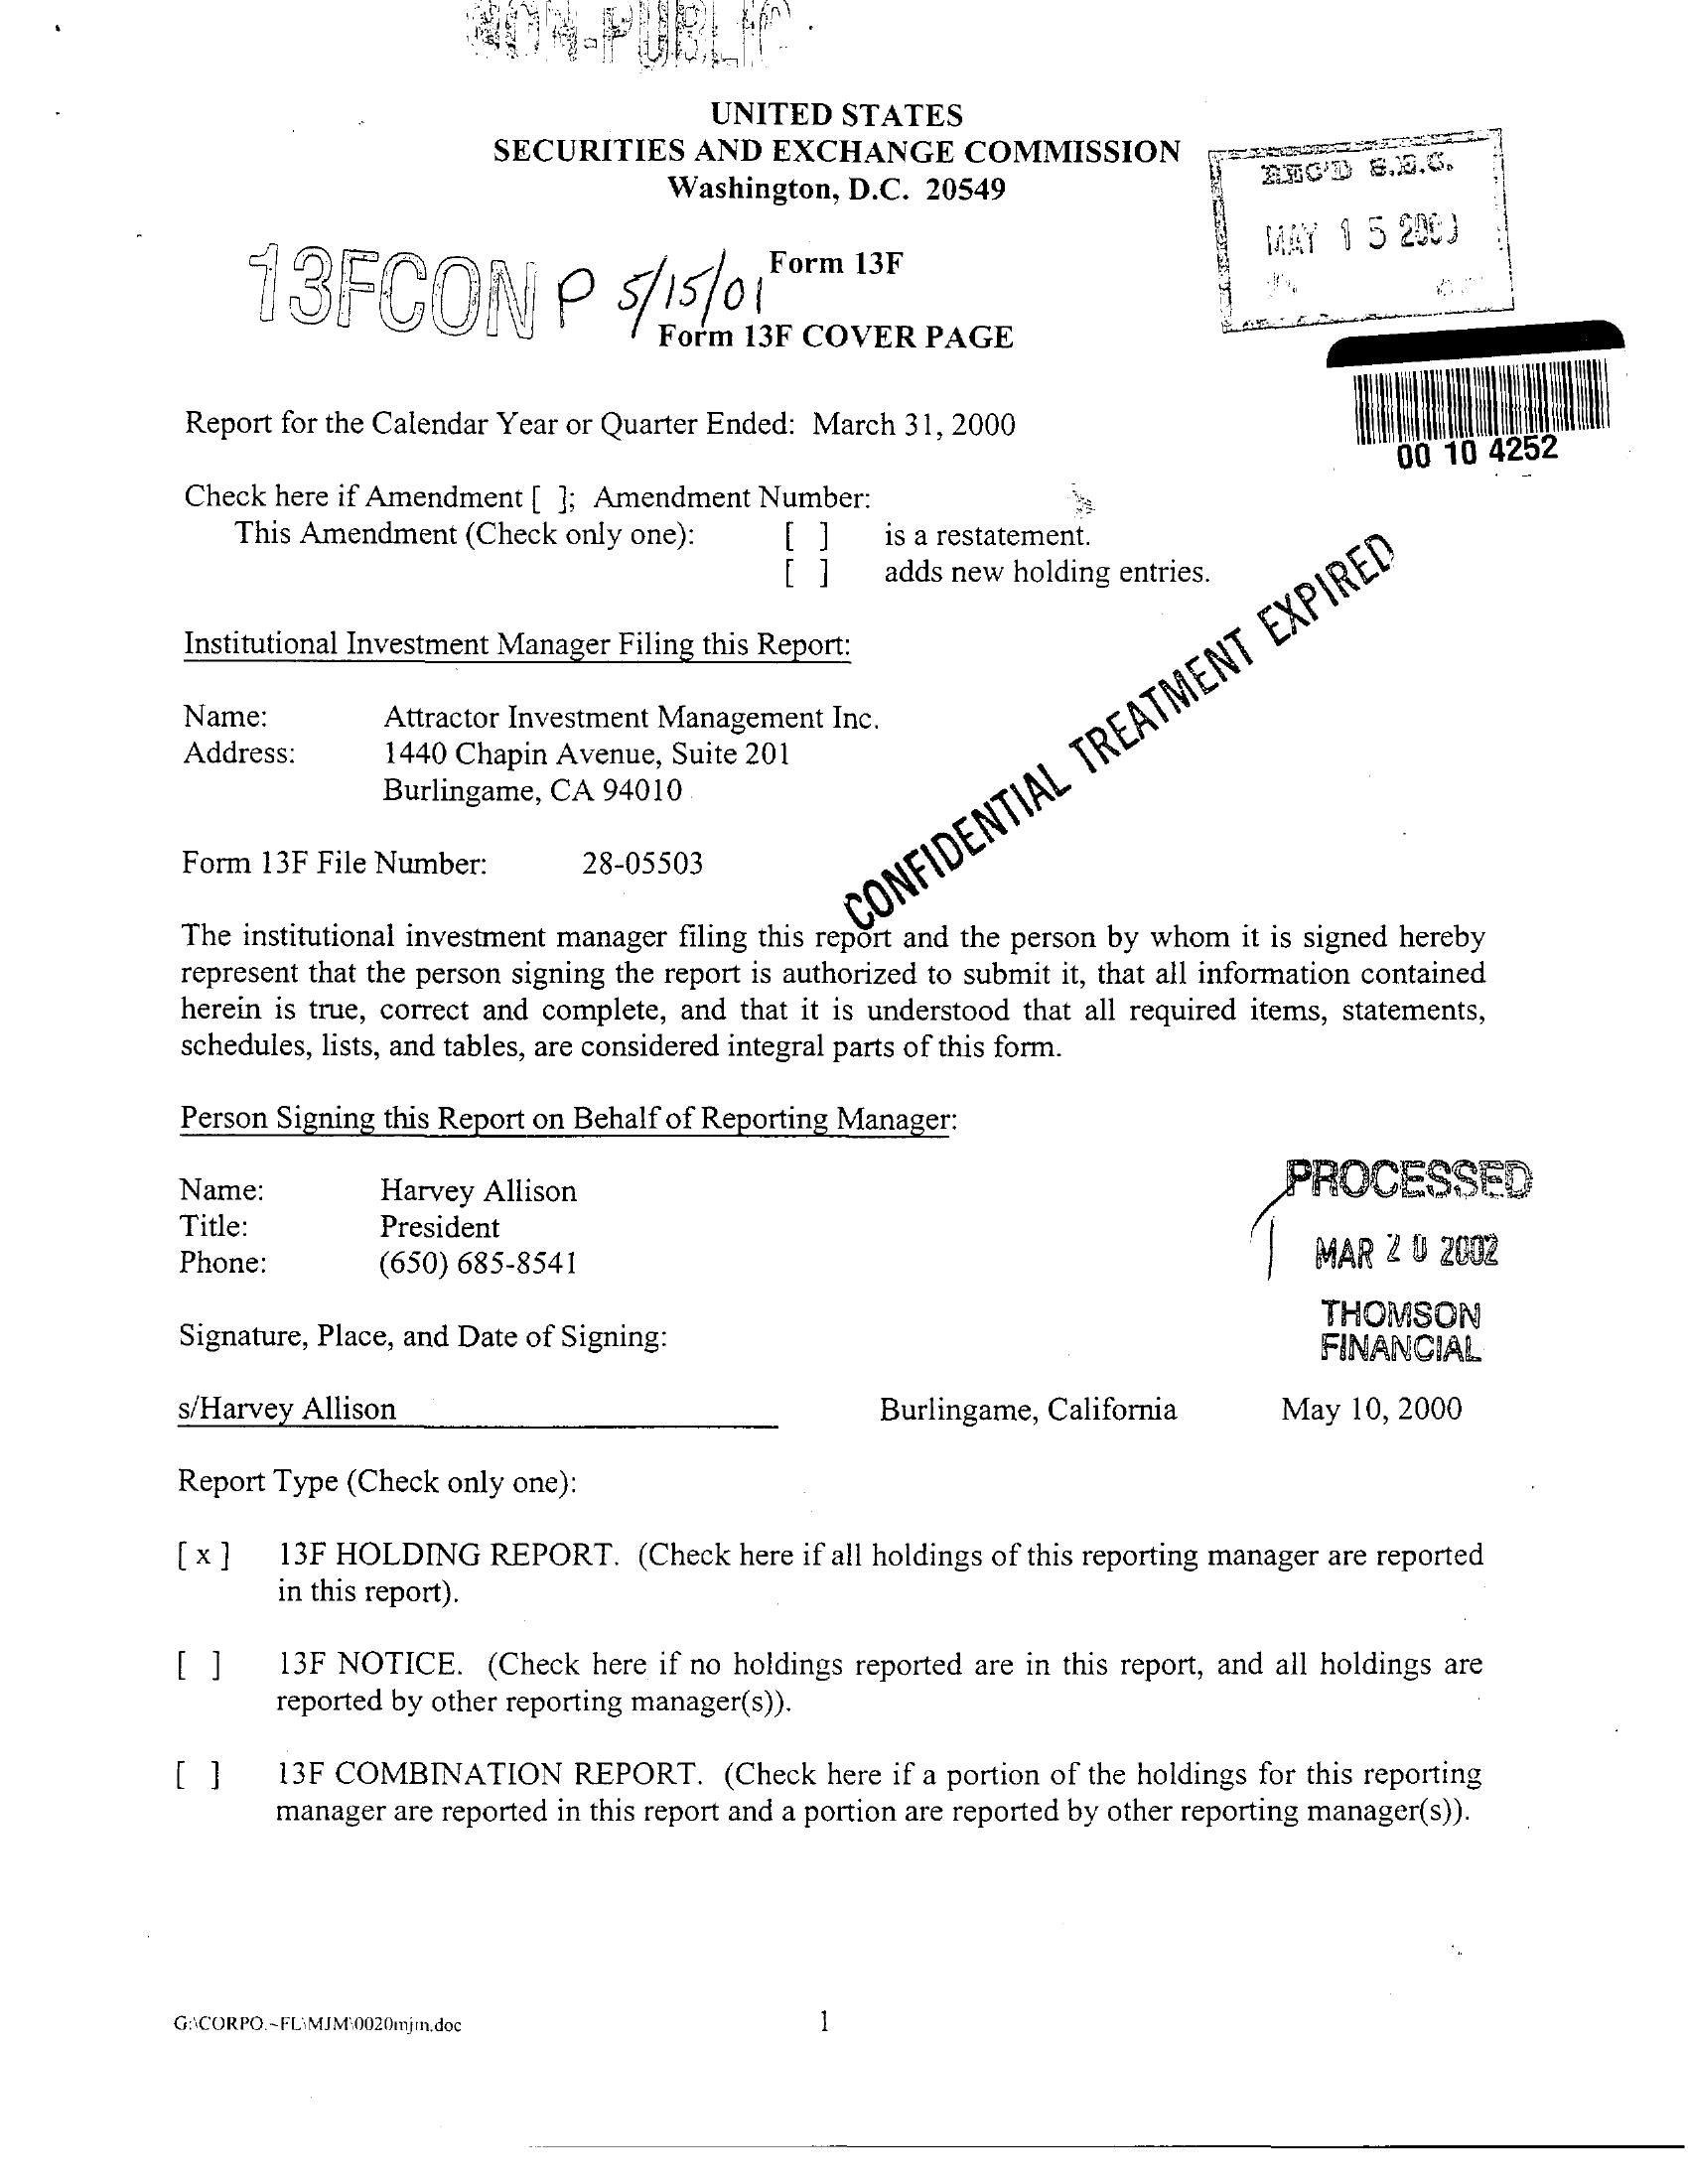 NON-PUBLIC
UNITED STATES
SECURITIES AND EXCHANGE COMMISSION
Washington, D.C. 20549
REC'D S.E.C.
MAY 15 2000
13FCON P 5/15/01
Form 13F
Form 13F COVER PAGE
00 10 4252
Report for the Calendar Year or Quarter Ended: March 31, 2000
Check here if Amendment [ ]; Amendment Number:
This Amendment (Check only one): [ ] is a restatement.
[ ] adds new holding entries.
CONFIDENTIAL TREATMENT EXPIRED
Institutional Investment Manager Filing this Report:
Name: Attractor Investment Management Inc.
Address: 1440 Chapin Avenue, Suite 201
Burlingame, CA 94010
Form 13F File Number: 28-05503
The institutional investment manager filing this report and the person by whom it is signed hereby
represent that the person signing the report is authorized to submit it, that all information contained
herein is true, correct and complete, and that it is understood that all required items, statements,
schedules, lists, and tables, are considered integral parts of this form.
Person Signing this Report on Behalf of Reporting Manager:
Name: Harvey Allison
Title: President
Phone: (650) 685-8541
PROCESSED
MAR 20 2002
THOMSON
FINANCIAL
Signature, Place, and Date of Signing:
s/Harvey Allison Burlingame, California May 10, 2000
Report Type (Check only one):
[ x ] 13F HOLDING REPORT. (Check here if all holdings of this reporting manager are reported
in this report).
[ ] 13F NOTICE. (Check here if no holdings reported are in this report, and all holdings are
reported by other reporting manager(s)).
[ ] 13F COMBINATION REPORT. (Check here if a portion of the holdings for this reporting
manager are reported in this report and a portion are reported by other reporting manager(s)).
G:\CORPO.~FL\MJM\0020mjm.doc
1